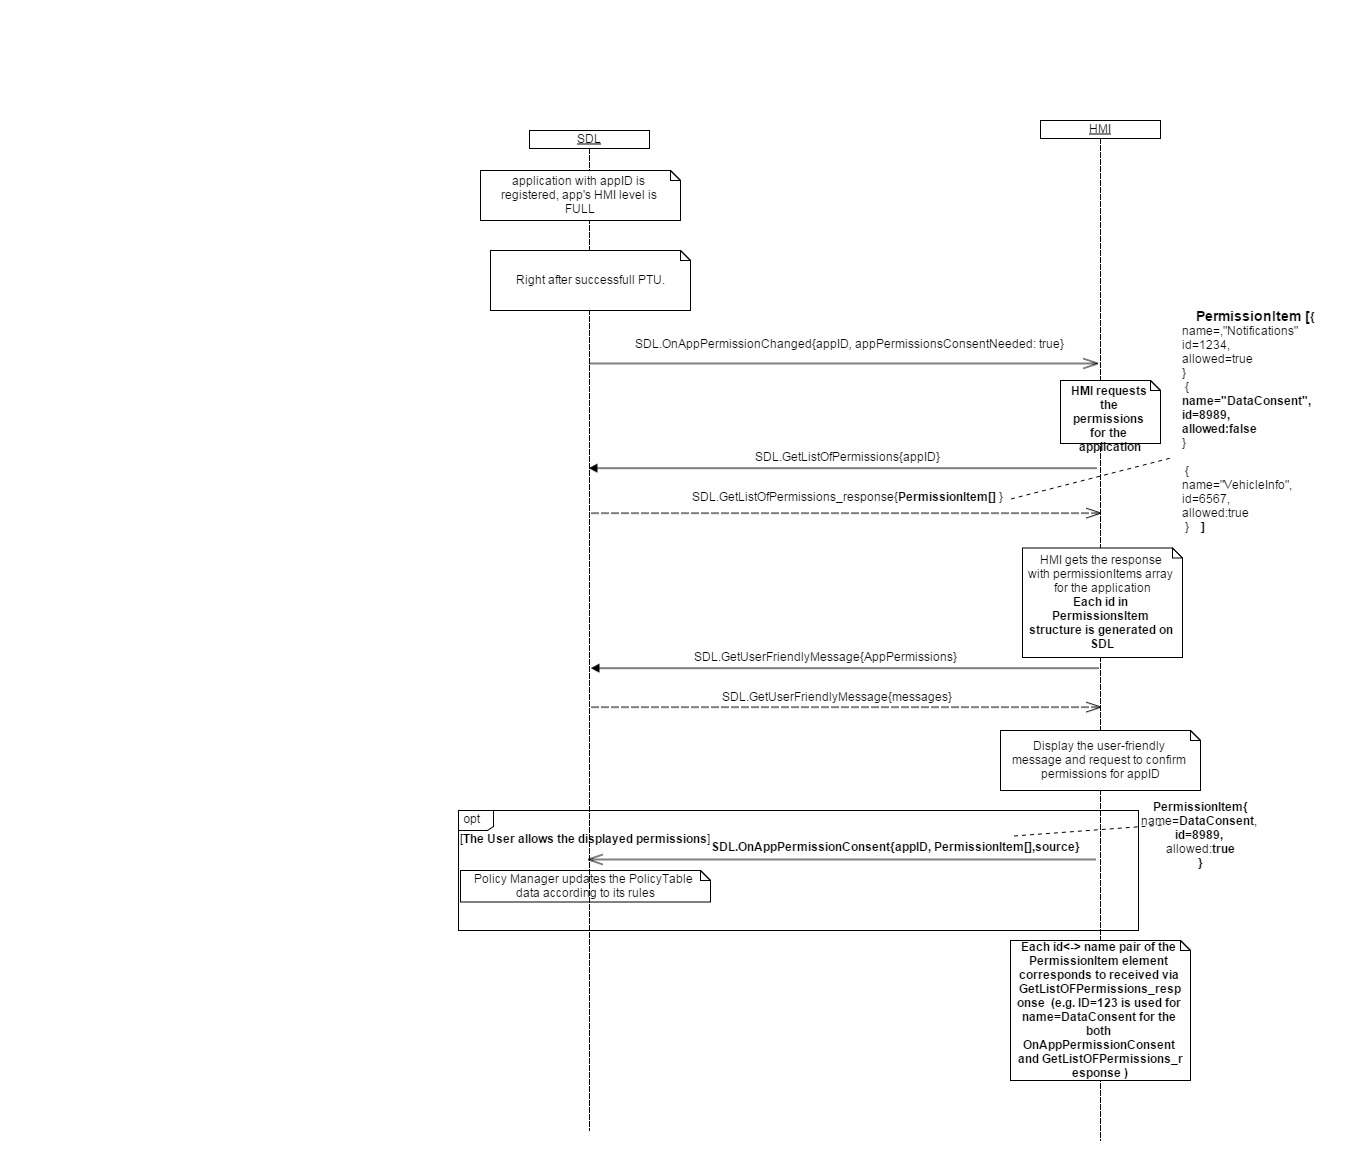 SDL
HMI
application with appID is
registered, app's HMI level is
FULL
Right after successfull PTU.
SDL.OnAppPermissionChanged{appID, appPermissionsConsentNeeded: true}
PermissionItem [{
name=,"Notifications"
id=1234,
allowed=true
}
{
name="DataConsent",
id=8989,
allowed:false
}
{
name="VehicleInfo",
id=6567,
allowed:true
} ]
HMI requests
the
permissions
for the
application
SDL.GetListOfPermissions{appID}
SDL.GetListOfPermissions_response{PermissionItem[] }
HMI gets the response
with permissionItems array
for the application
Each id in
PermissionsItem
structure is generated on
SDL
SDL.GetUserFriendlyMessage{AppPermissions}
SDL.GetUserFriendlyMessage{messages}
Display the user-friendly
message and request to confirm
permissions for appID
opt
[The User allows the displayed permissions]
SDL.OnAppPermissionConsent{appID, PermissionItem[],source}
PermissionItem{
name=DataConsent,
id=8989,
allowed:true
}
Policy Manager updates the PolicyTable
data according to its rules
Each id<-> name pair of the
PermissionItem element
corresponds to received via
GetListOFPermissions_resp
onse (e.g. ID=123 is used for
name=DataConsent for the
both
OnAppPermissionConsent
and GetListOFPermissions_r
esponse )